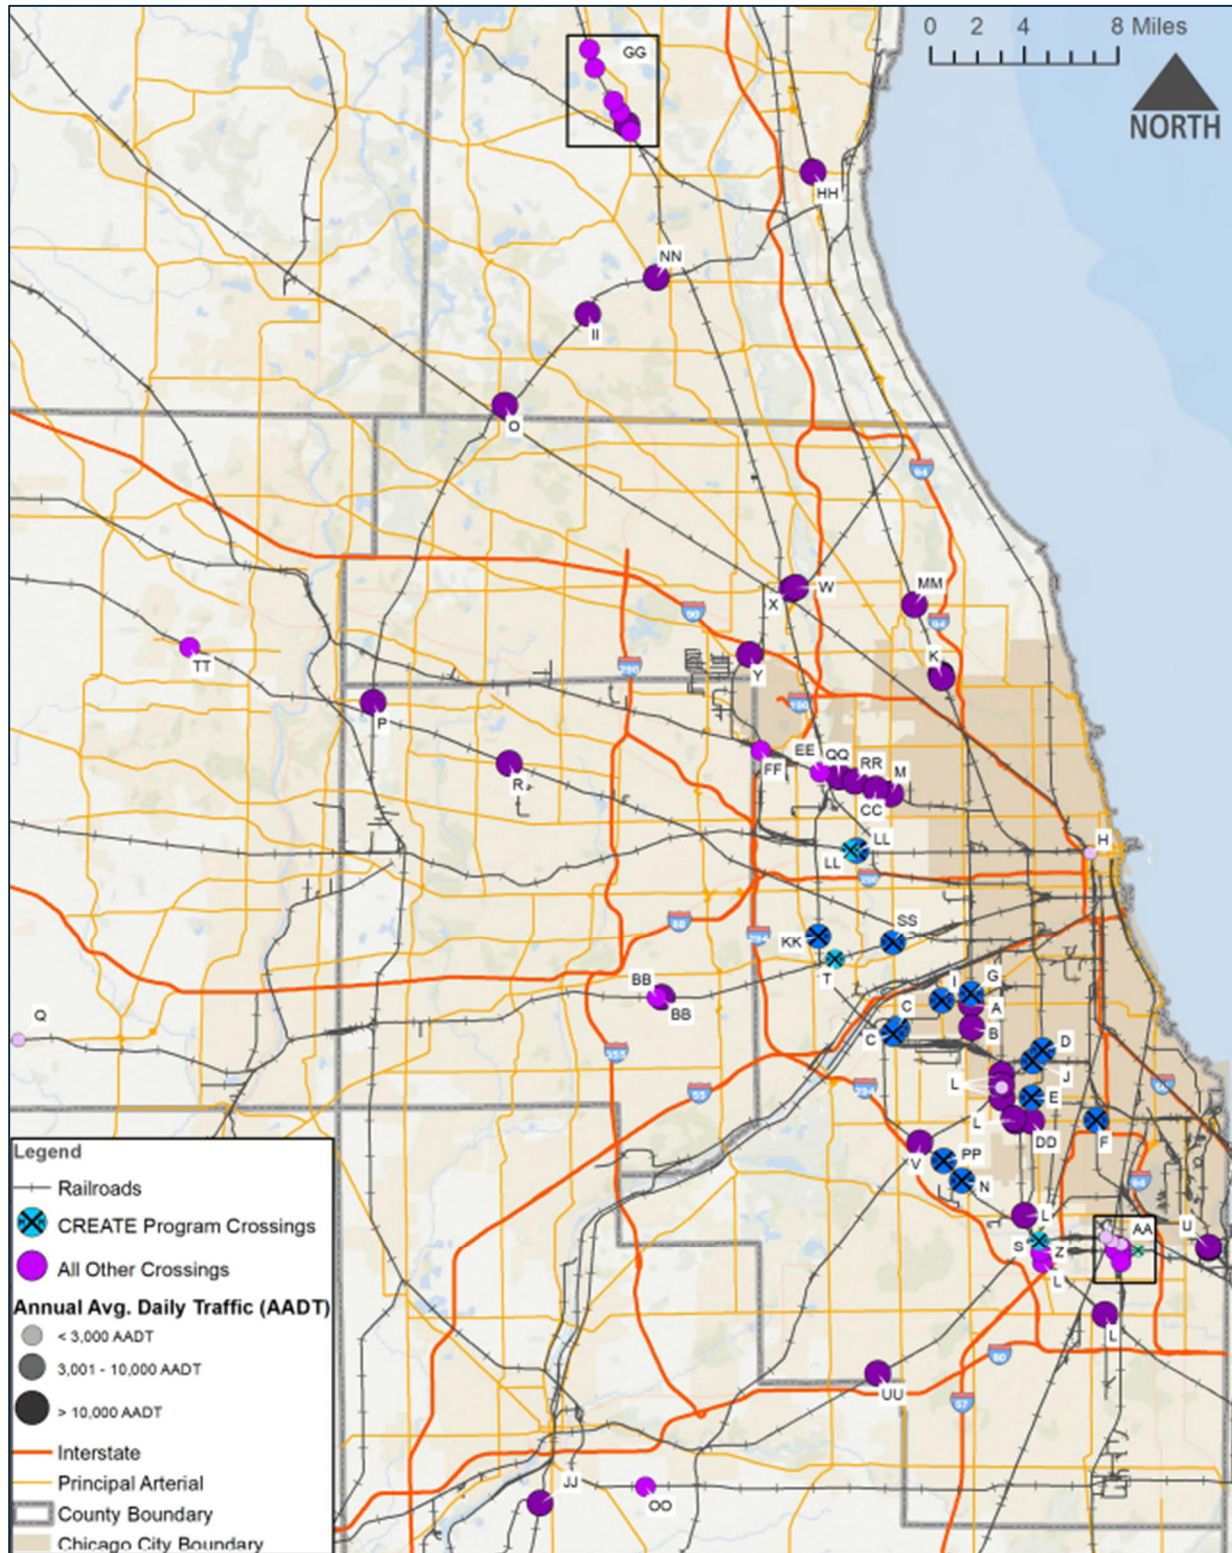 0 2 4 8 Miles
GG
NORTH
HH
NN
II
O
94
W
X
MM
90
94
K
TT
290
Y
P
190
EE
QQ
RR
M
R
FF
CC
LL
H
LL
290
SS
88
KK
294
T
BB
I
G
Q
BB
C
A
C
B
D
355
J
L
294
55
E
L
DD
F
V
PP
94
N
Legend
L
Railroads
AA
U
S
Z
CREATE Program Crossings
L
All Other Crossings
Annual Avg. Daily Traffic (AADT)
L
< 3,000 AADT
80
3,001 - 10,000 AADT
UU
57
> 10,000 AADT
Interstate
JJ
Principal Arterial
OO
County Boundary
Chicago City Boundary